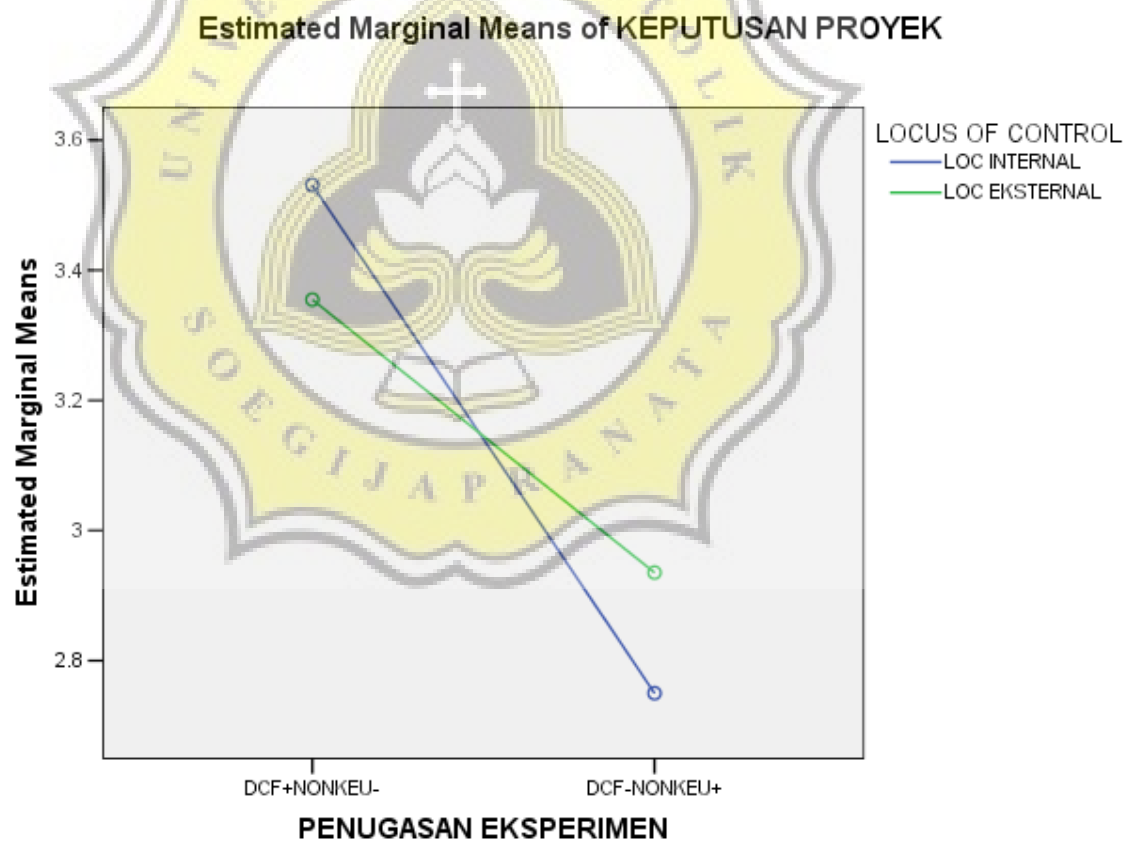 Estimated Marginal Means of KEPUTUSAN PROYEK
LOCUS OF CONTROL
LOC INTERNAL
LOC EKSTERNAL
Estimated Marginal Means
3.6
3.4
3.2
3
2.8
DCF+NONKEU-
DCF-NONKEU+
PENUGASAN EKSPERIMEN
SOEGIJAPRANATA